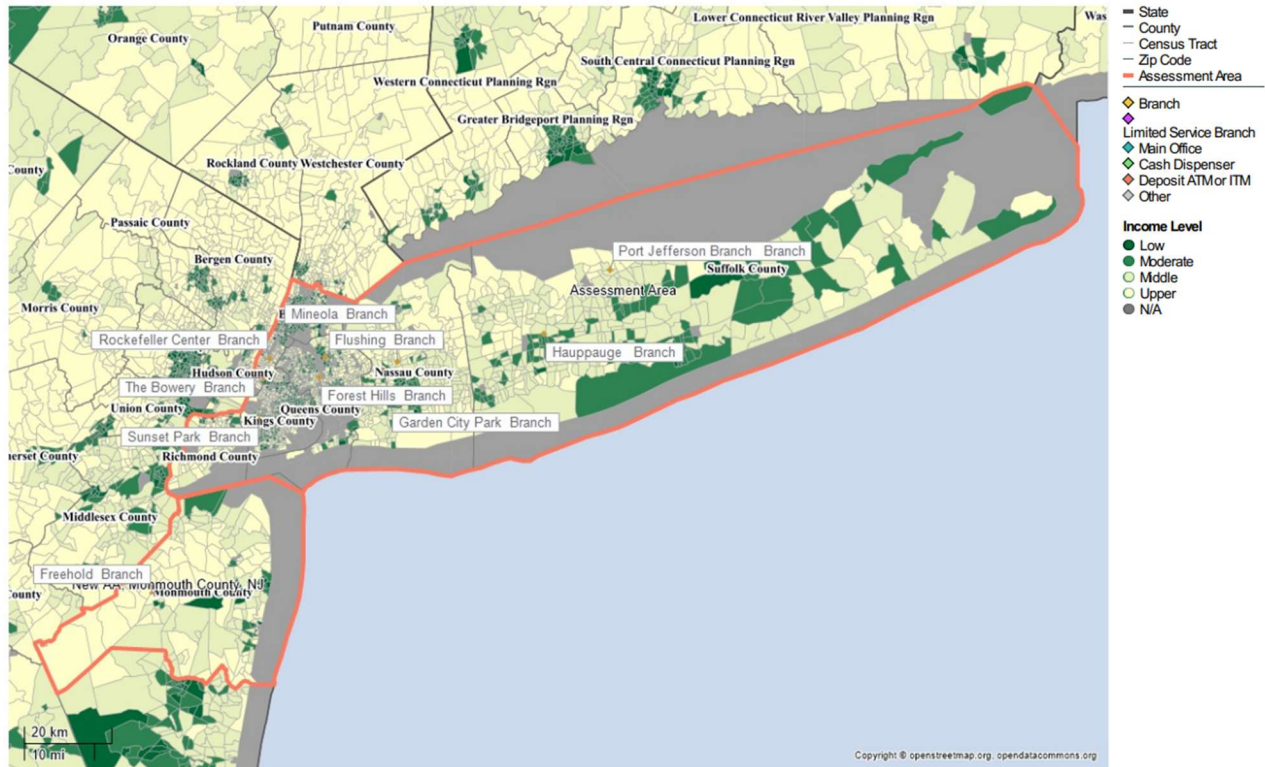 Putnam County
Orange County
Lower Connecticut River Valley Planning Rgn
Was
South Central Connecticut Planning Rgn
Western Connecticut Planning Rgn
Greater Bridgeport Planning Rgn
County
Rockland County
Westchester County
Passaic County
Bergen County
Port Jefferson Branch Branch
Suffolk County
Assessment Area
Morris County
Mineola Branch
Rockefeller Center Branch
Flushing Branch
Hauppauge Branch
Hudson County
Nassau County
The Bowery Branch
Forest Hills Branch
Union County
Queens County
Kings County
Garden City Park Branch
Sunset Park Branch
merset County
Richmond County
Middlesex County
Freehold Branch
New AA, Monmouth County, NJ
Monmouth County
County
20 km
10 mi
Copyright © openstreetmap.org, opendatacommons.org
State
County
Census Tract
Zip Code
Assessment Area
Branch
Limited Service Branch
Main Office
Cash Dispenser
Deposit ATM or ITM
Other
Income Level
Low
Moderate
Middle
Upper
N/A